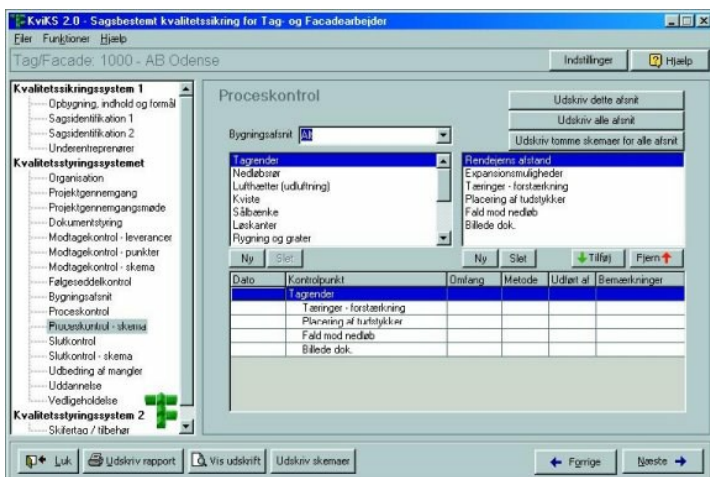 KviKS 2.0 - Sagsbestemt kvalitetssikring for Tag- og Facadearbejder
Filer Funktioner Hjælp
Tag/Facade: 1000 - AB Odense
Indstillinger
Hjælp
Kvalitetssikringssystem 1
Opbygning, indhold og formål
Sagsidentifikation 1
Sagsidentifikation 2
Underentreprenører
Kvalitetsstyringssystemet
Organisation
Projektgennemgang
Projektgennemgangsmøde
Dokumentstyring
Modtagekontrol - leverancer
Modtagekontrol - punkter
Modtagekontrol - skema
Følgeseddelkontrol
Bygningsafsnit
Proceskontrol
Proceskontrol - skema
Slutkontrol
Slutkontrol - skema
Udbedring af mangler
Uddannelse
Vedligeholdelse
Kvalitetsstyringssystem 2
Skifertag / tilbehør
Proceskontrol
Udskriv dette afsnit
Udskriv alle afsnit
Udskriv tomme skemaer for alle afsnit
Bygningsafsnit Alt
Tagrender
Nedløbsrør
Lufthætter (udluftning)
Kviste
Sålbænke
Løskanter
Rygning og grater
Ny Slet
Rendejerns afstand
Expansionsmuligheder
Tæringer - forstærkning
Placering af tudstykker
Fald mod nedløb
Billede dok.
Ny Slet Tilføj Fjern
Dato Kontrolpunkt Omfang Metode Udført af Bemærkninger
Tagrender
Tæringer - forstærkning
Placering af tudstykker
Fald mod nedløb
Billede dok.
Luk Udskriv rapport Vis udskrift Udskriv skemaer Forrige Næste